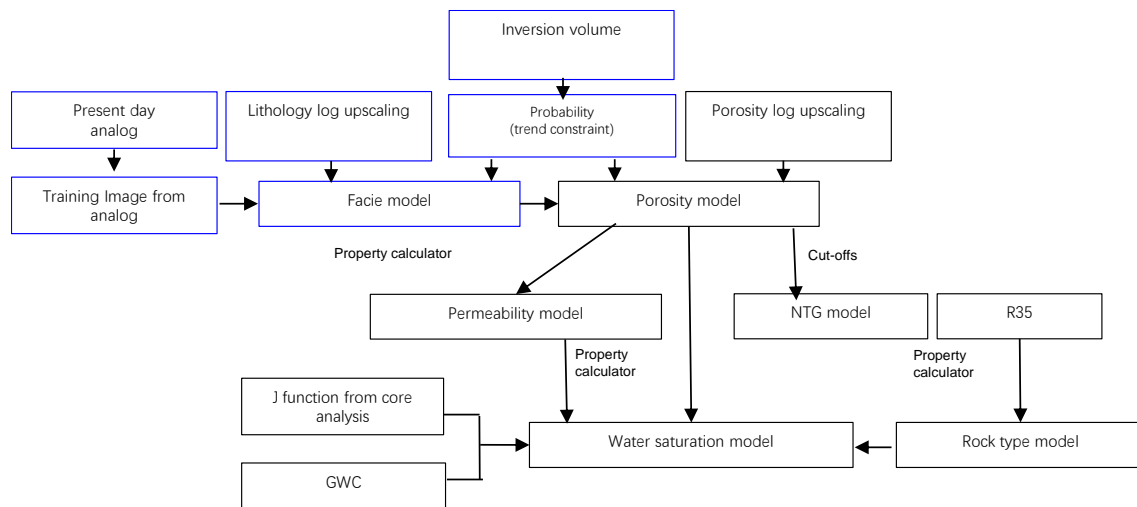 Inversion volume
Present day
analog
Lithology log upscaling
Probability
(trend constraint)
Porosity log upscaling
Training Image from
analog
Facie model
Porosity model
Property calculator
Cut-offs
Permeability model
NTG model
R35
Property
calculator
Property
calculator
J function from core
analysis
Water saturation model
Rock type model
GWC